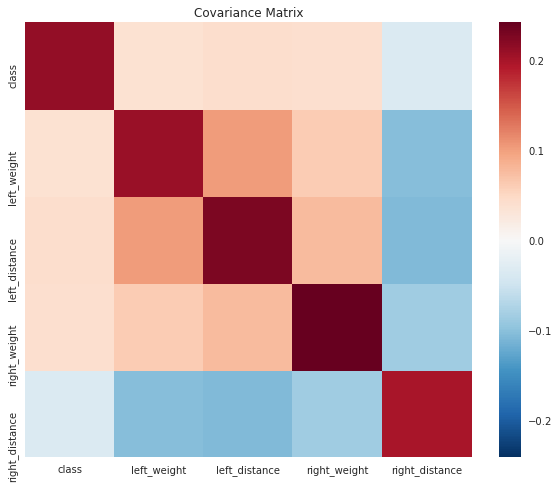 Covariance Matrix
class
left_weight
left_distance
right_weight
right_distance
class
left_weight
left_distance
right_weight
right_distance
0.2
0.1
0.0
−0.1
−0.2